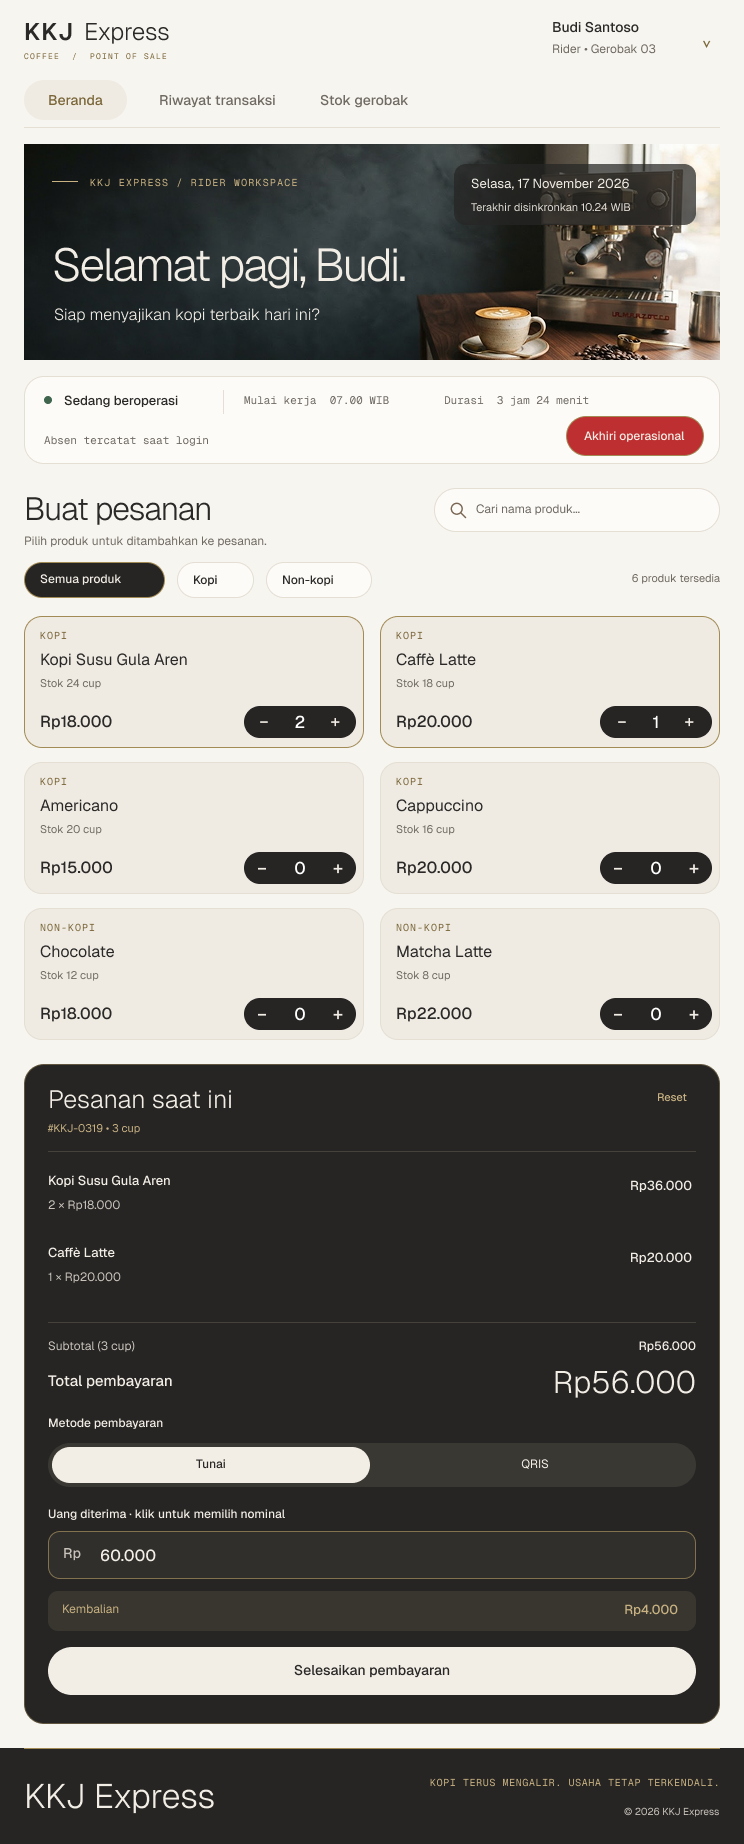 KKJ Express
COFFEE / POINT OF SALE
Budi Santoso
Rider • Gerobak 03
Beranda
Riwayat transaksi
Stok gerobak
KKJ EXPRESS / RIDER WORKSPACE
Selasa, 17 November 2026
Terakhir disinkronkan 10.24 WIB
Selamat pagi, Budi.
Siap menyajikan kopi terbaik hari ini?
Sedang beroperasi
Mulai kerja 07.00 WIB
Durasi 3 jam 24 menit
Absen tercatat saat login
Akhiri operasional
Buat pesanan
Pilih produk untuk ditambahkan ke pesanan.
Cari nama produk...
Semua produk
Kopi
Non-kopi
6 produk tersedia
KOPI
Kopi Susu Gula Aren
Stok 24 cup
Rp18.000
− 2 +
KOPI
Caffè Latte
Stok 18 cup
Rp20.000
− 1 +
KOPI
Americano
Stok 20 cup
Rp15.000
− 0 +
KOPI
Cappuccino
Stok 16 cup
Rp20.000
− 0 +
NON-KOPI
Chocolate
Stok 12 cup
Rp18.000
− 0 +
NON-KOPI
Matcha Latte
Stok 8 cup
Rp22.000
− 0 +
Pesanan saat ini
Reset
#KKJ-0319 • 3 cup
Kopi Susu Gula Aren
2 × Rp18.000
Rp36.000
Caffè Latte
1 × Rp20.000
Rp20.000
Subtotal (3 cup)
Rp56.000
Total pembayaran
Rp56.000
Metode pembayaran
Tunai
QRIS
Uang diterima · klik untuk memilih nominal
Rp 60.000
Kembalian
Rp4.000
Selesaikan pembayaran
KKJ Express
KOPI TERUS MENGALIR. USAHA TETAP TERKENDALI.
© 2026 KKJ Express